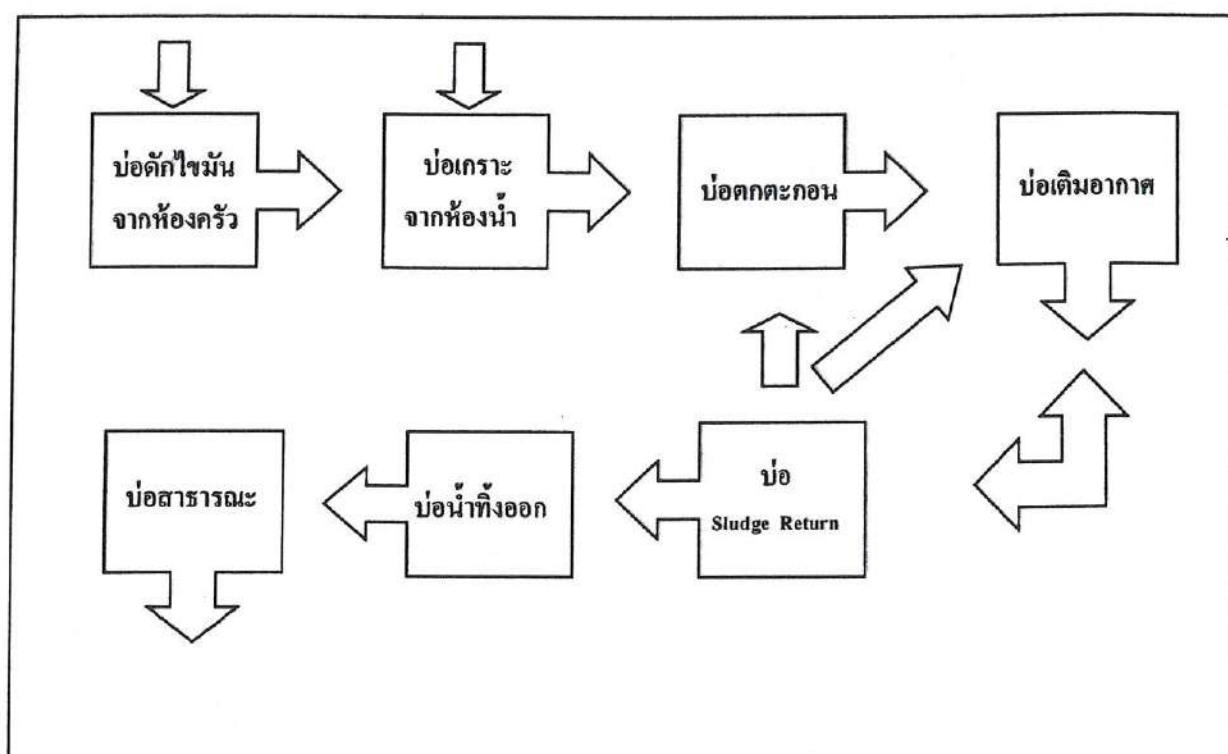 บ่อดักไขมัน
จากห้องครัว
บ่อเกราะ
จากห้องน้ำ
บ่อตกตะกอน
บ่อเติมอากาศ
บ่อสาธารณะ
บ่อน้ำทิ้งออก
บ่อ
Sludge Return